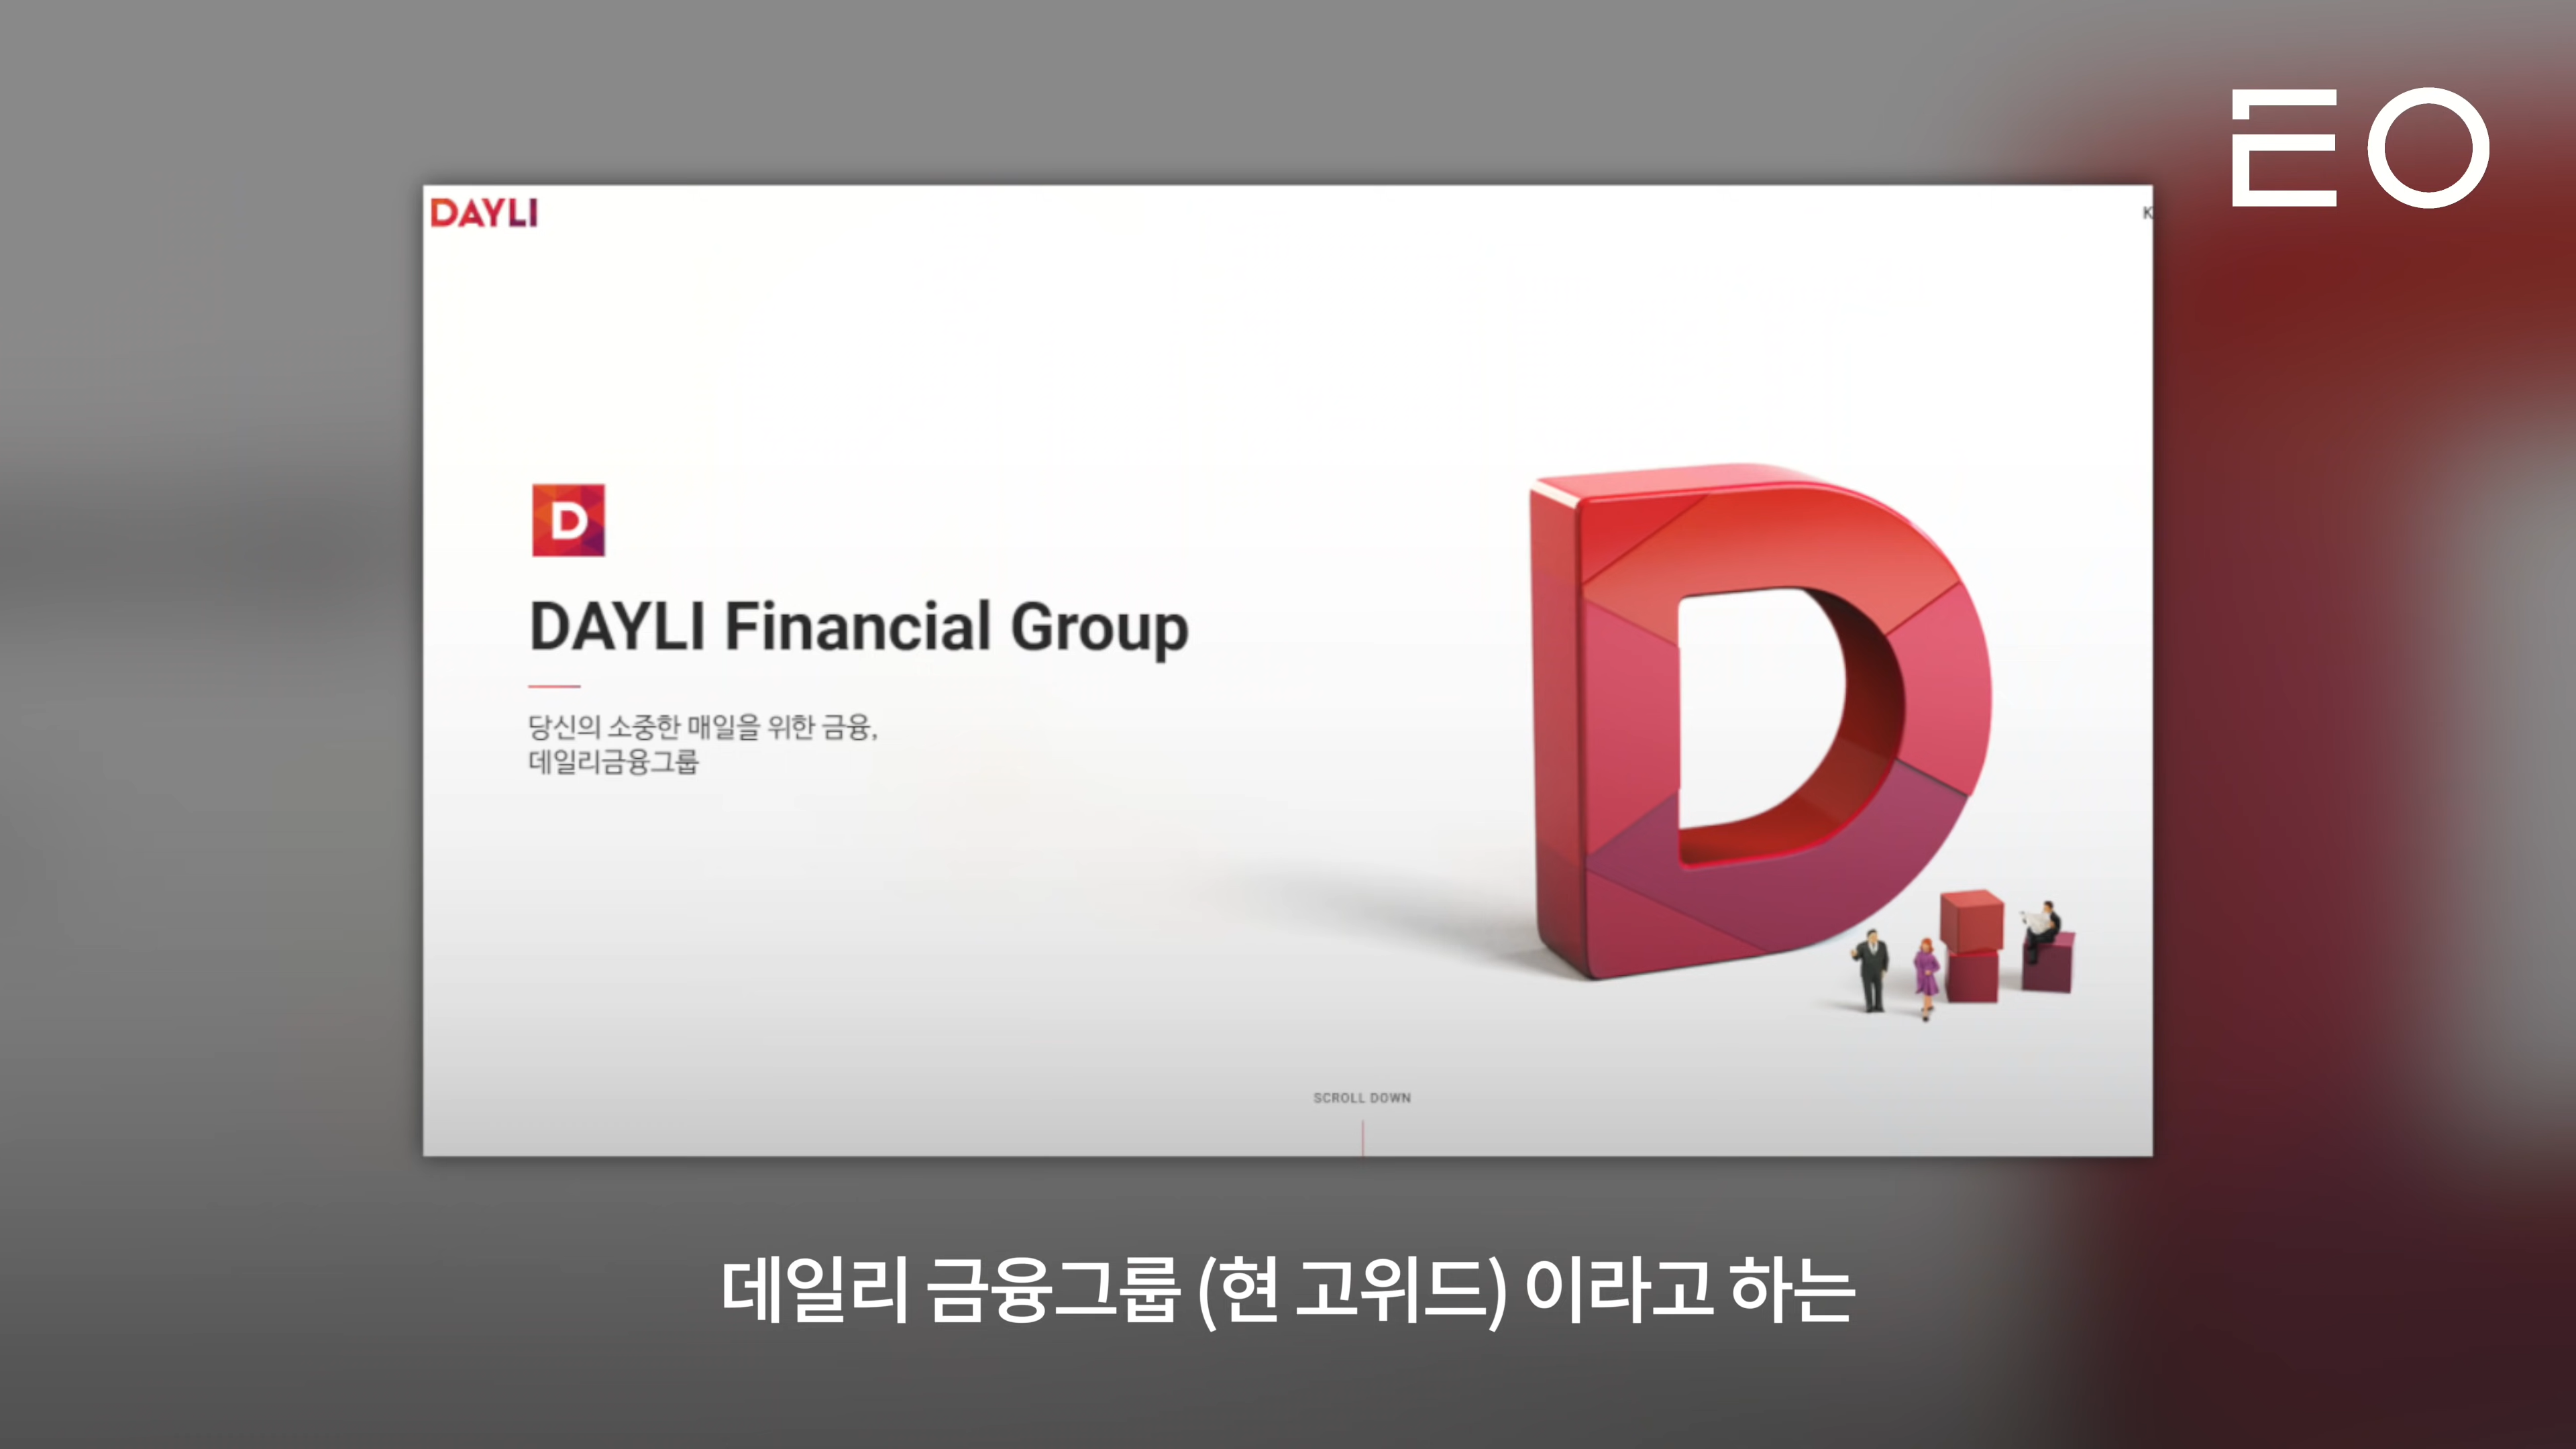 EO
DAYLI
K
D
DAYLI Financial Group
당신의 소중한 매일을 위한 금융,
데일리금융그룹
D
SCROLL DOWN
데일리 금융그룹 (현 고위드) 이라고 하는